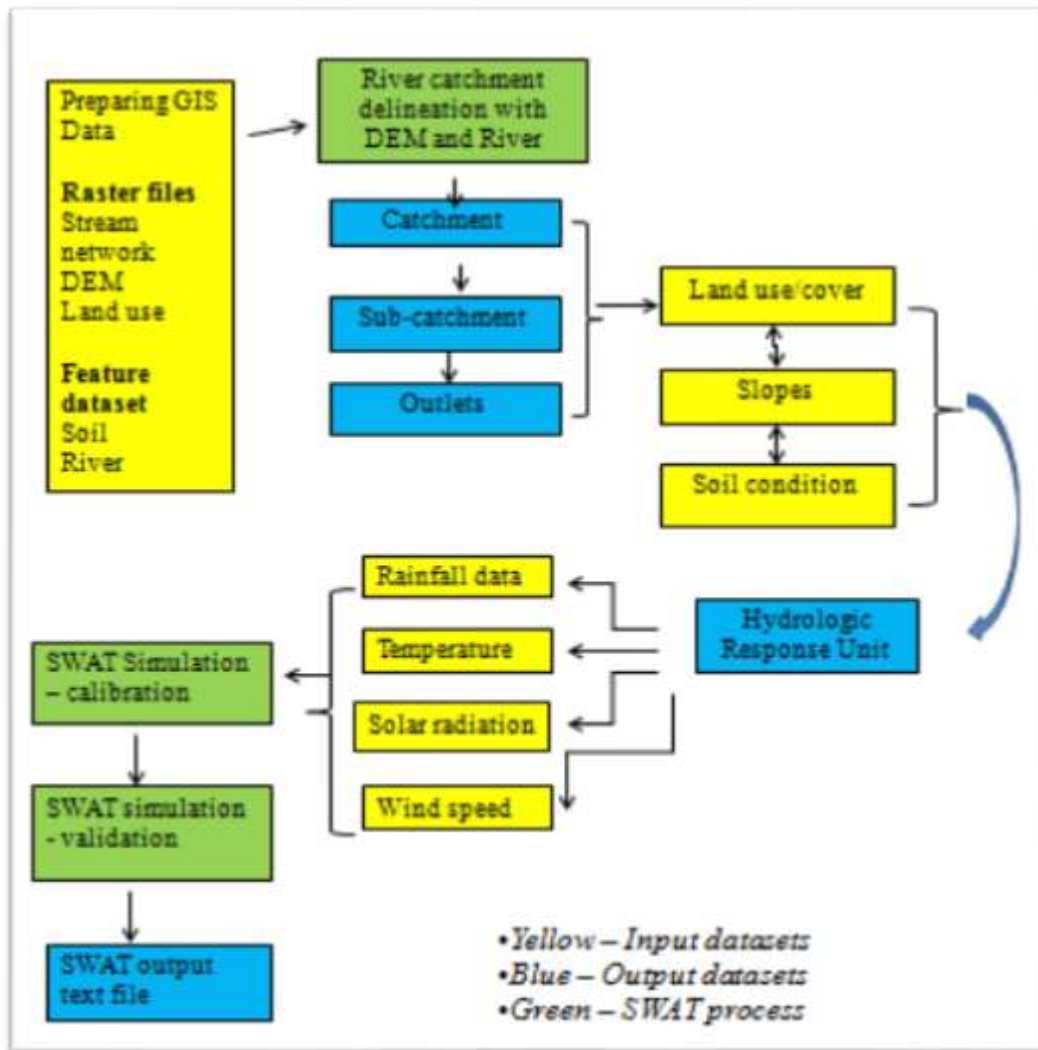 Preparing GIS
Data
Raster files
Stream
network
DEM
Land use
Feature
dataset
Soil
River
River catchment
delineation with
DEM and River
Catchment
Sub-catchment
Outlets
Land use/cover
Slopes
Soil condition
Hydrologic
Response Unit
Rainfall data
Temperature
Solar radiation
Wind speed
SWAT Simulation
– calibration
SWAT simulation
- validation
SWAT output
text file
•Yellow – Input datasets
•Blue – Output datasets
•Green – SWAT process